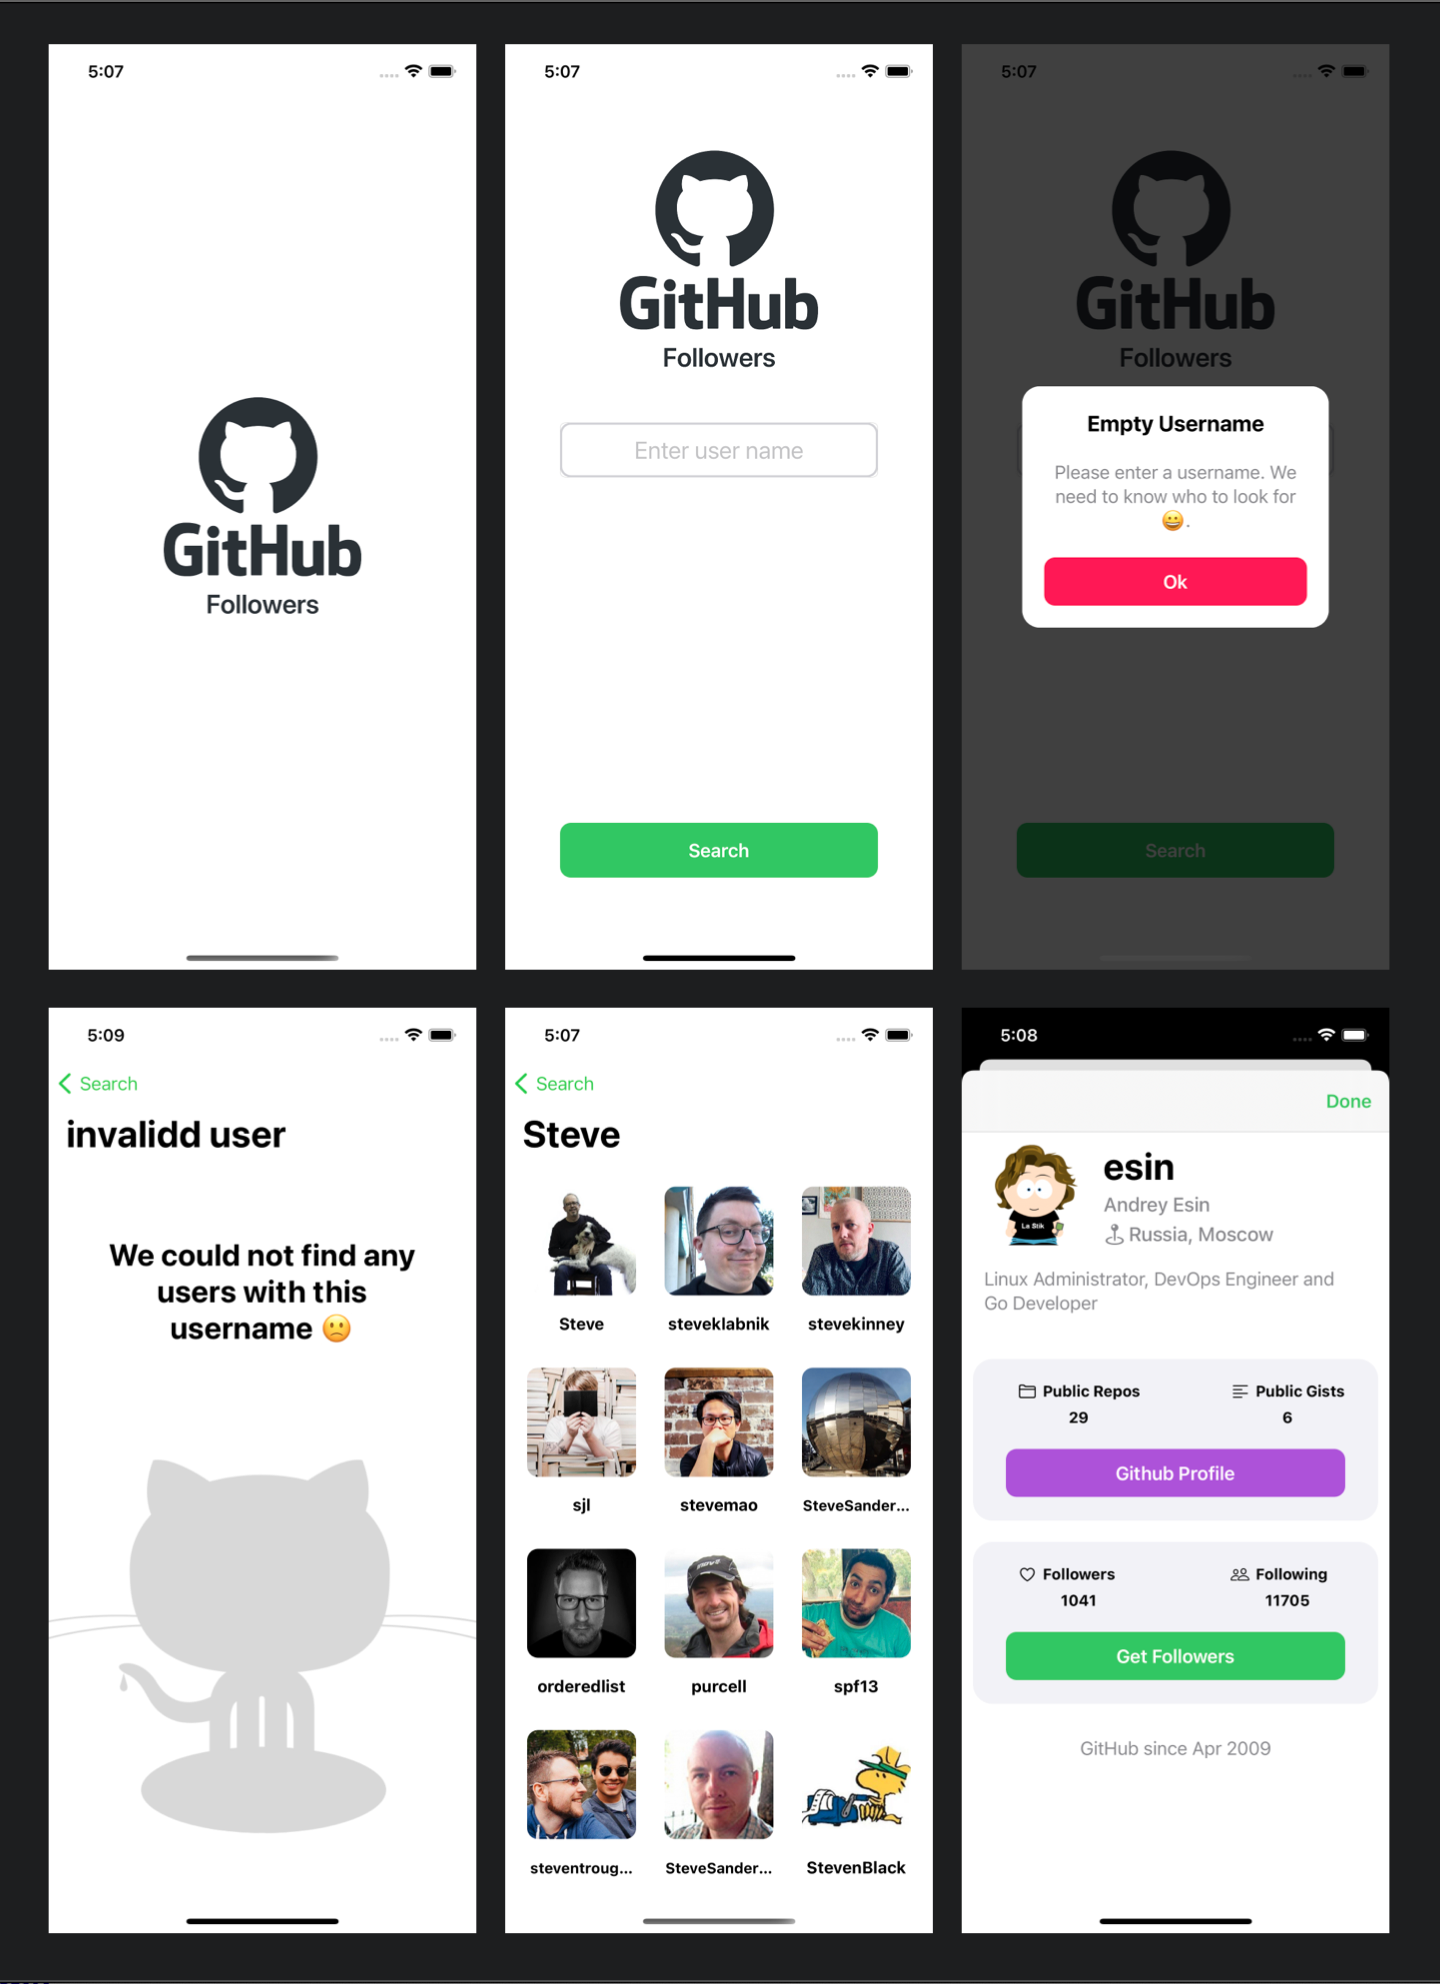 5:07
GitHub
Followers
5:07
GitHub
Followers
Enter user name
Search
5:07
GitHub
Followers
Empty Username
Please enter a username. We
need to know who to look for
😀.
Ok
Search
5:09
Search
invalidd user
We could not find any
users with this
username 🙁
5:07
Search
Steve
Steve steveklabnik stevekinney
sjl stevemao SteveSander...
orderedlist purcell spf13
steventroug... SteveSander... StevenBlack
5:08
Done
esin
Andrey Esin
Russia, Moscow
La Stik
Linux Administrator, DevOps Engineer and
Go Developer
Public Repos Public Gists
29 6
Github Profile
Followers Following
1041 11705
Get Followers
GitHub since Apr 2009